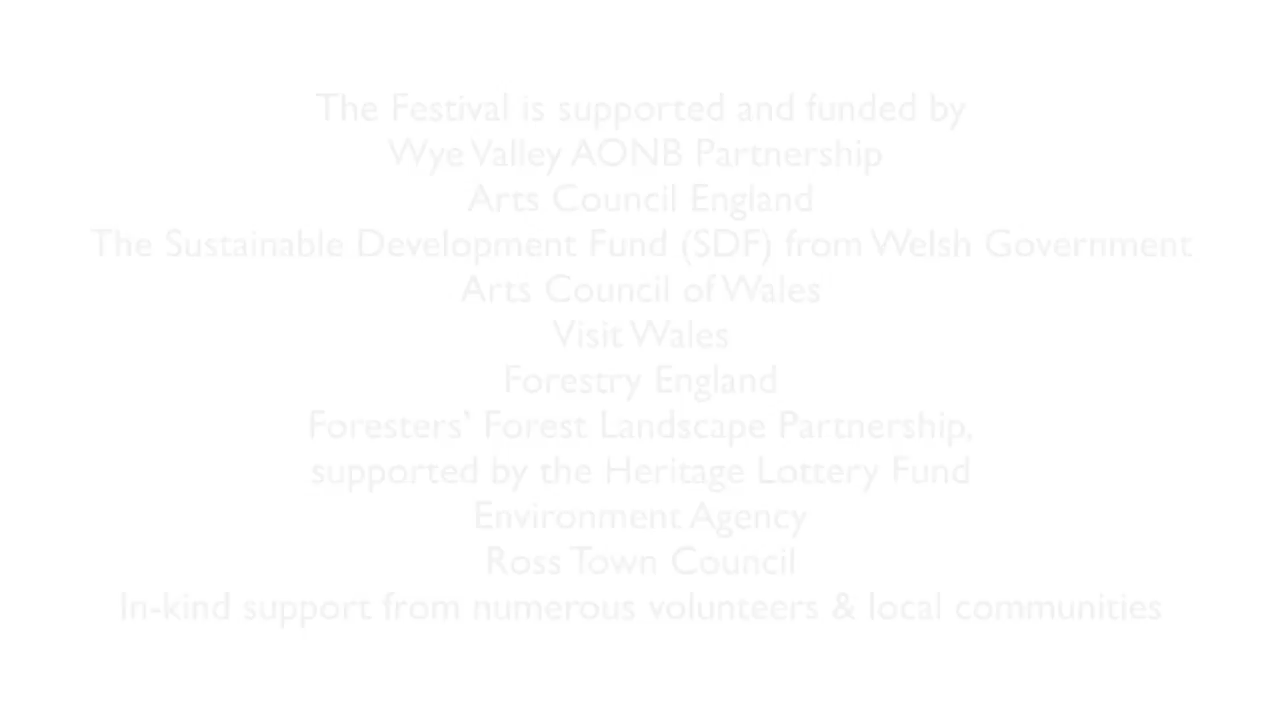 The Festival is supported and funded by
Wye Valley AONB Partnership
Arts Council England
The Sustainable Development Fund (SDF) from Welsh Government
Arts Council of Wales
Visit Wales
Forestry England
Foresters’ Forest Landscape Partnership,
supported by the Heritage Lottery Fund
Environment Agency
Ross Town Council
In-kind support from numerous volunteers & local communities